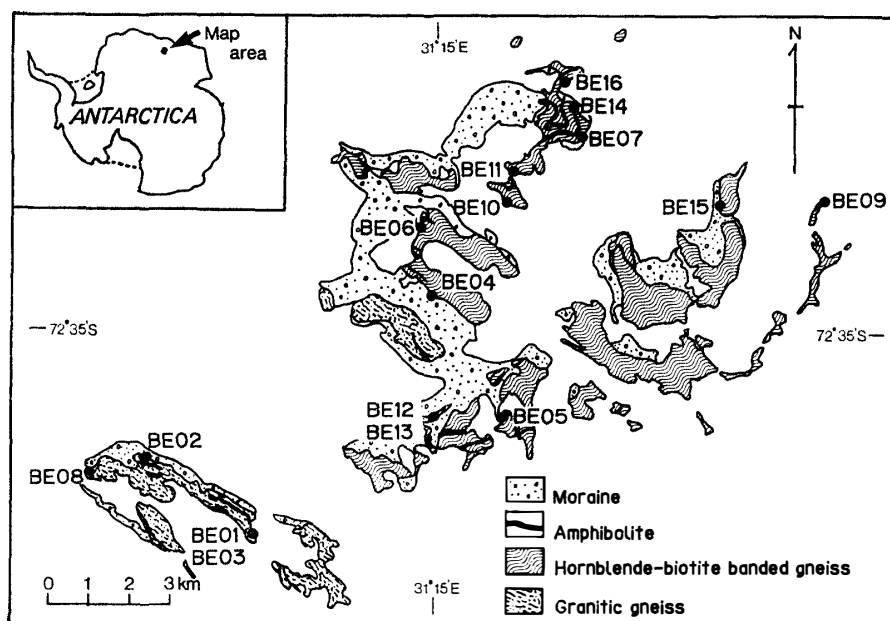 Map
area
ANTARCTICA
31°15'E
N
BE16
BE14
BE07
BE11
BE10
BE15
BE09
BE06
BE04
72°35'S
72°35'S
BE12
BE13
BE05
BE02
BE08
BE01
BE03
0 1 2 3 km
31°15'E
Moraine
Amphibolite
Hornblende-biotite banded gneiss
Granitic gneiss